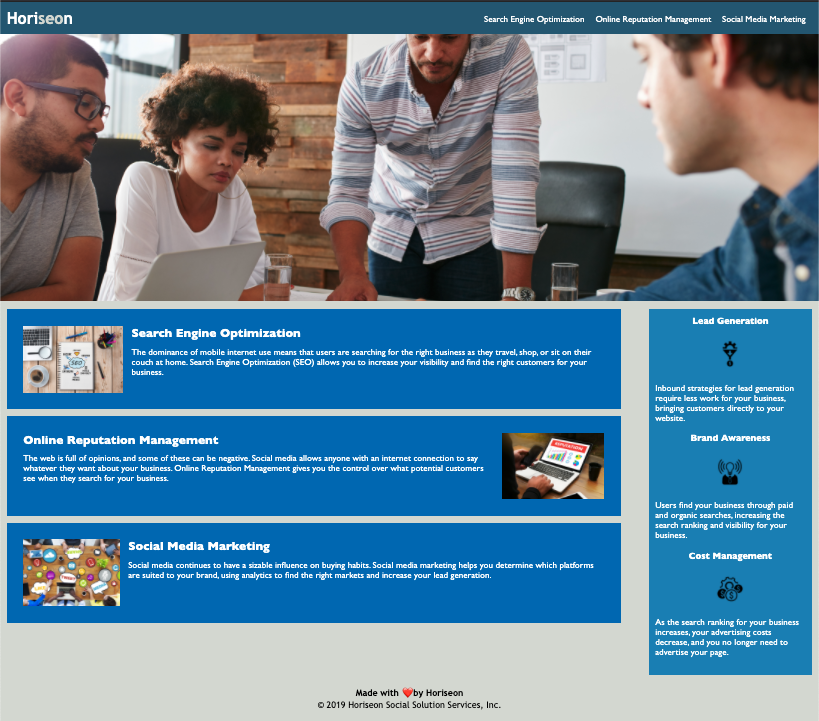 Horiseon
Search Engine Optimization Online Reputation Management Social Media Marketing
Search Engine Optimization
The dominance of mobile internet use means that users are searching for the right business as they travel, shop, or sit on their
couch at home. Search Engine Optimization (SEO) allows you to increase your visibility and find the right customers for your
business.
Online Reputation Management
The web is full of opinions, and some of these can be negative. Social media allows anyone with an internet connection to say
whatever they want about your business. Online Reputation Management gives you the control over what potential customers
see when they search for your business.
REPUTATION
Social Media Marketing
Social media continues to have a sizable influence on buying habits. Social media marketing helps you determine which platforms
are suited to your brand, using analytics to find the right markets and increase your lead generation.
Lead Generation
Inbound strategies for lead generation
require less work for your business,
bringing customers directly to your
website.
Brand Awareness
Users find your business through paid
and organic searches, increasing the
search ranking and visibility for your
business.
Cost Management
As the search ranking for your business
increases, your advertising costs
decrease, and you no longer need to
advertise your page.
Made with ❤️by Horiseon
© 2019 Horiseon Social Solution Services, Inc.